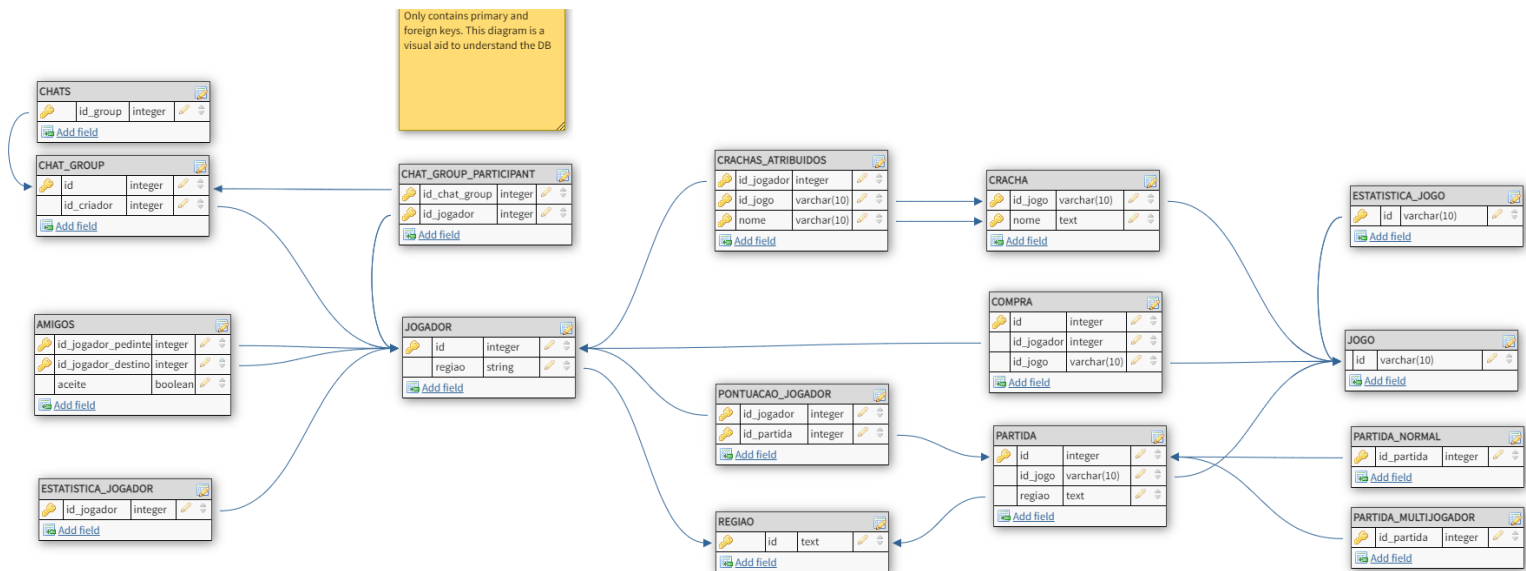 Only contains primary and
foreign keys. This diagram is a
visual aid to understand the DB
CHATS
id_group integer
Add field
CHAT_GROUP
id integer
id_criador integer
Add field
CHAT_GROUP_PARTICIPANT
id_chat_group integer
id_jogador integer
Add field
CRACHAS_ATRIBUIDOS
id_jogador integer
id_jogo varchar(10)
nome varchar(10)
Add field
CRACHA
id_jogo varchar(10)
nome text
Add field
ESTATISTICA_JOGO
id varchar(10)
Add field
AMIGOS
id_jogador_pedinte integer
id_jogador_destino integer
aceite boolean
Add field
JOGADOR
id integer
regiao string
Add field
COMPRA
id integer
id_jogador integer
id_jogo varchar(10)
Add field
JOGO
id varchar(10)
Add field
PONTUACAO_JOGADOR
id_jogador integer
id_partida integer
Add field
PARTIDA
id integer
id_jogo varchar(10)
regiao text
Add field
PARTIDA_NORMAL
id_partida integer
Add field
ESTATISTICA_JOGADOR
id_jogador integer
Add field
REGIAO
id text
Add field
PARTIDA_MULTIJOGADOR
id_partida integer
Add field